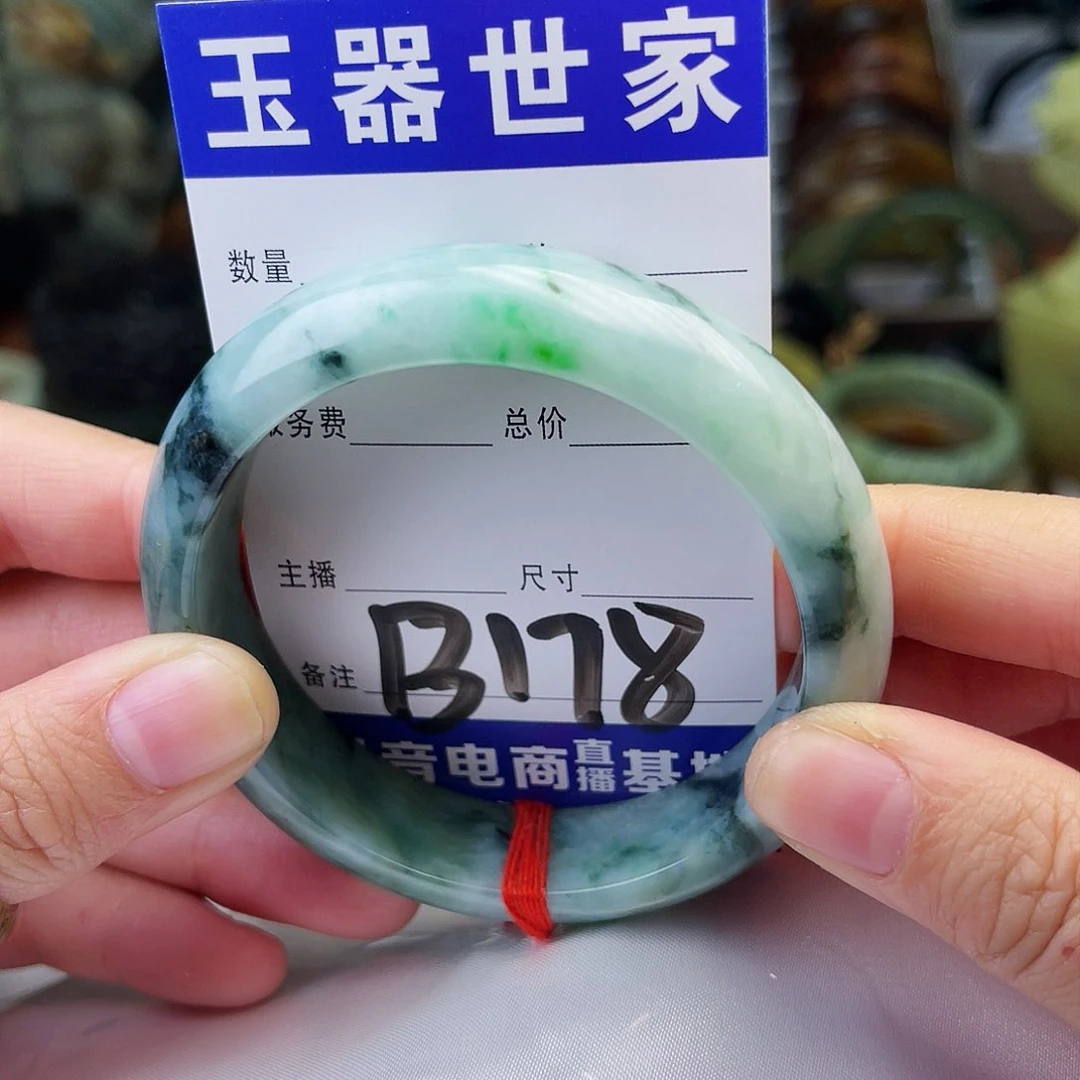 玉器世家
数量
务费 总价
主播 尺寸
备注 B178
音电商直播基